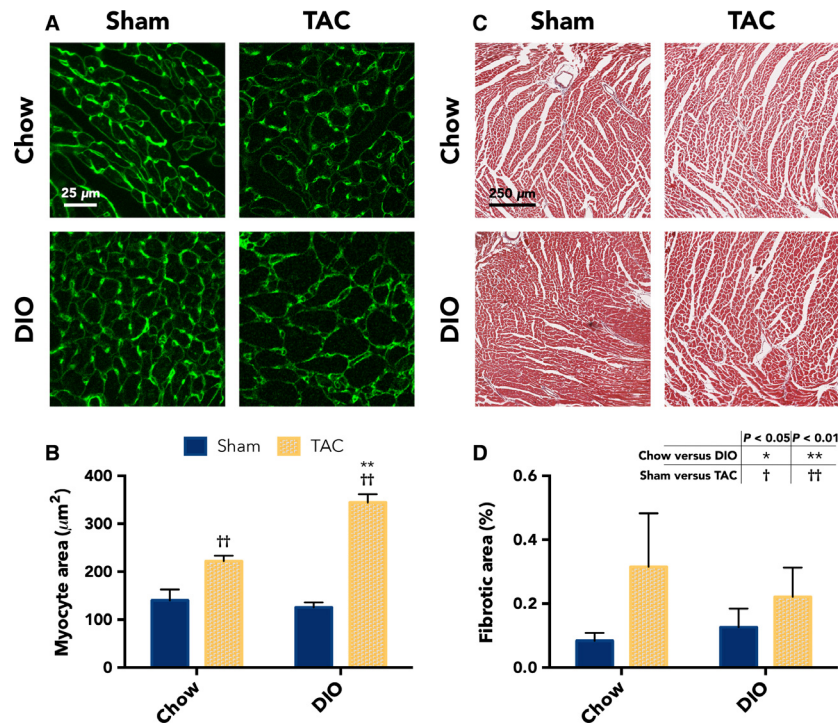 A
Sham
TAC
Chow
25 µm
DIO
C
Sham
TAC
Chow
250 µm
DIO
B
Sham
TAC
Myocyte area (µm²)
400
300
200
100
0
††
**
††
Chow
DIO
D
P < 0.05
P < 0.01
Chow versus DIO
*
**
Sham versus TAC
†
††
Fibrotic area (%)
0.6
0.4
0.2
0.0
Chow
DIO